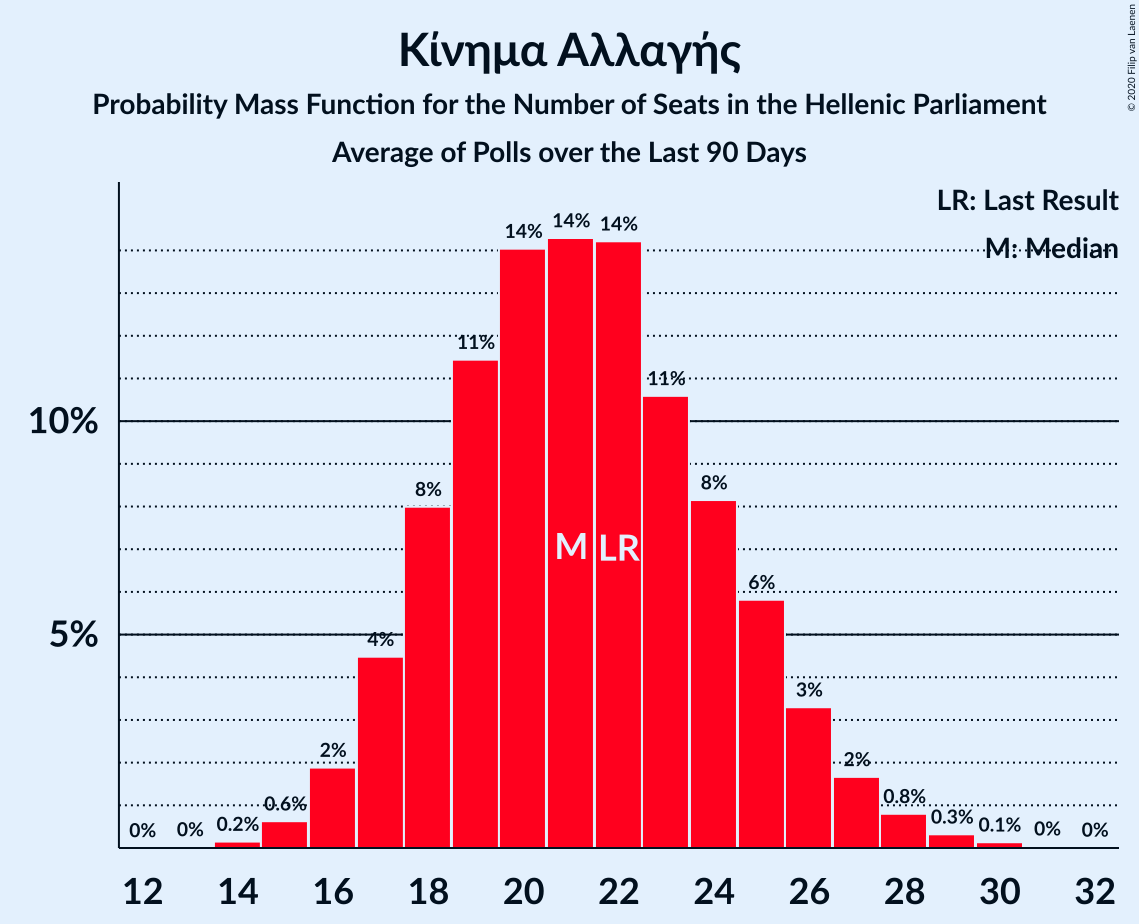 Κίνημα Αλλαγής
Probability Mass Function for the Number of Seats in the Hellenic Parliament
Average of Polls over the Last 90 Days
© 2020 Filip van Laenen
LR: Last Result
M: Median
10%
5%
0% 0% 0.2% 0.6% 2% 4% 8% 11% 14% 14% 14% 11% 8% 6% 3% 2% 0.8% 0.3% 0.1% 0% 0%
M LR
12 14 16 18 20 22 24 26 28 30 32